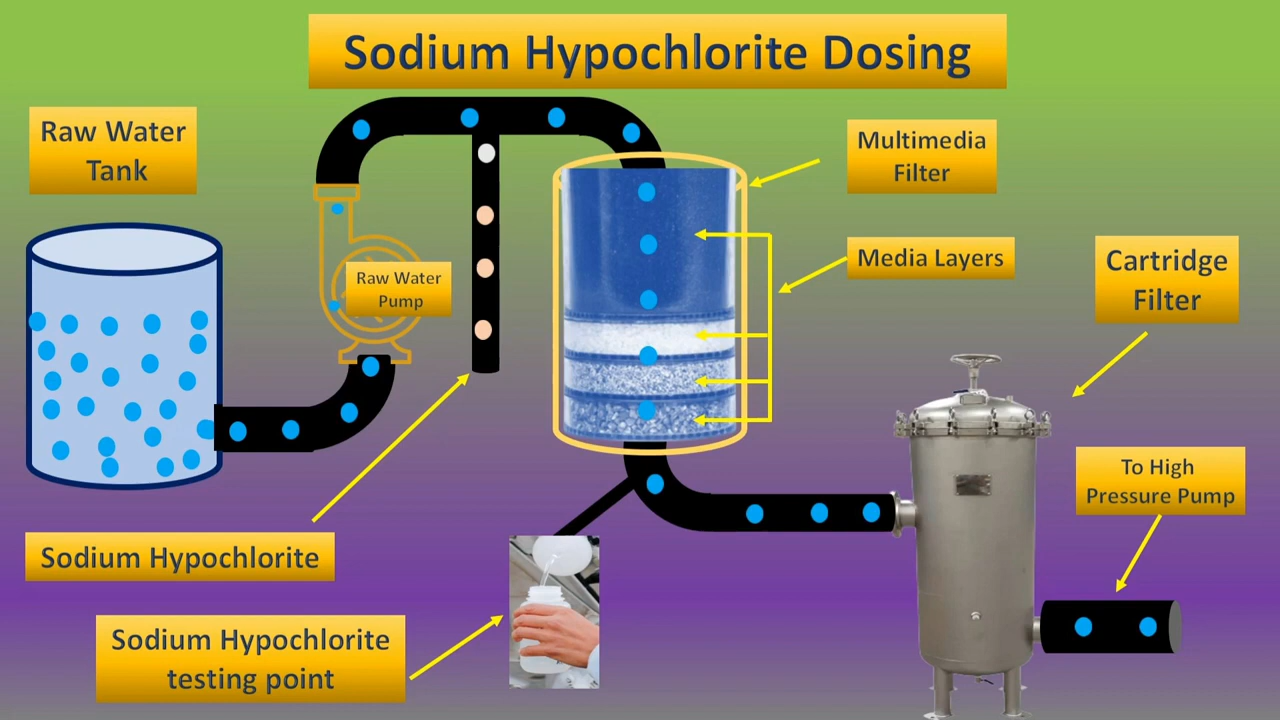 Sodium Hypochlorite Dosing
Raw Water
Tank
Multimedia
Filter
Media Layers
Cartridge
Filter
Raw Water
Pump
To High
Pressure Pump
Sodium Hypochlorite
Sodium Hypochlorite
testing point